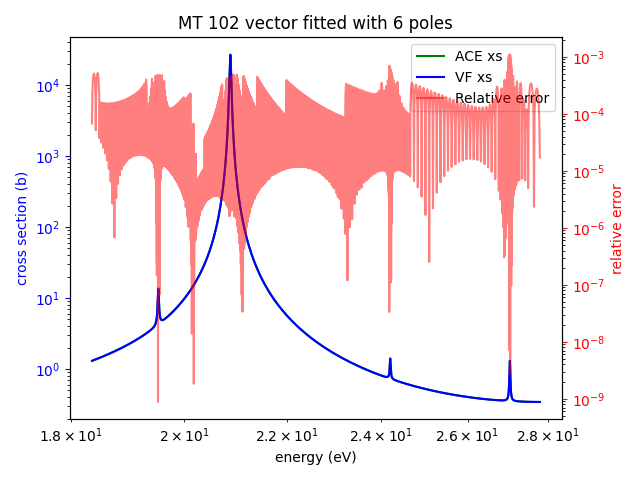 MT 102 vector fitted with 6 poles
ACE xs
VF xs
Relative error
cross section (b)
10⁴
10³
10²
10¹
10⁰
10⁻³
10⁻⁴
10⁻⁵
10⁻⁶
10⁻⁷
10⁻⁸
10⁻⁹
relative error
1.8 × 10¹ 2 × 10¹ 2.2 × 10¹ 2.4 × 10¹ 2.6 × 10¹ 2.8 × 10¹
energy (eV)